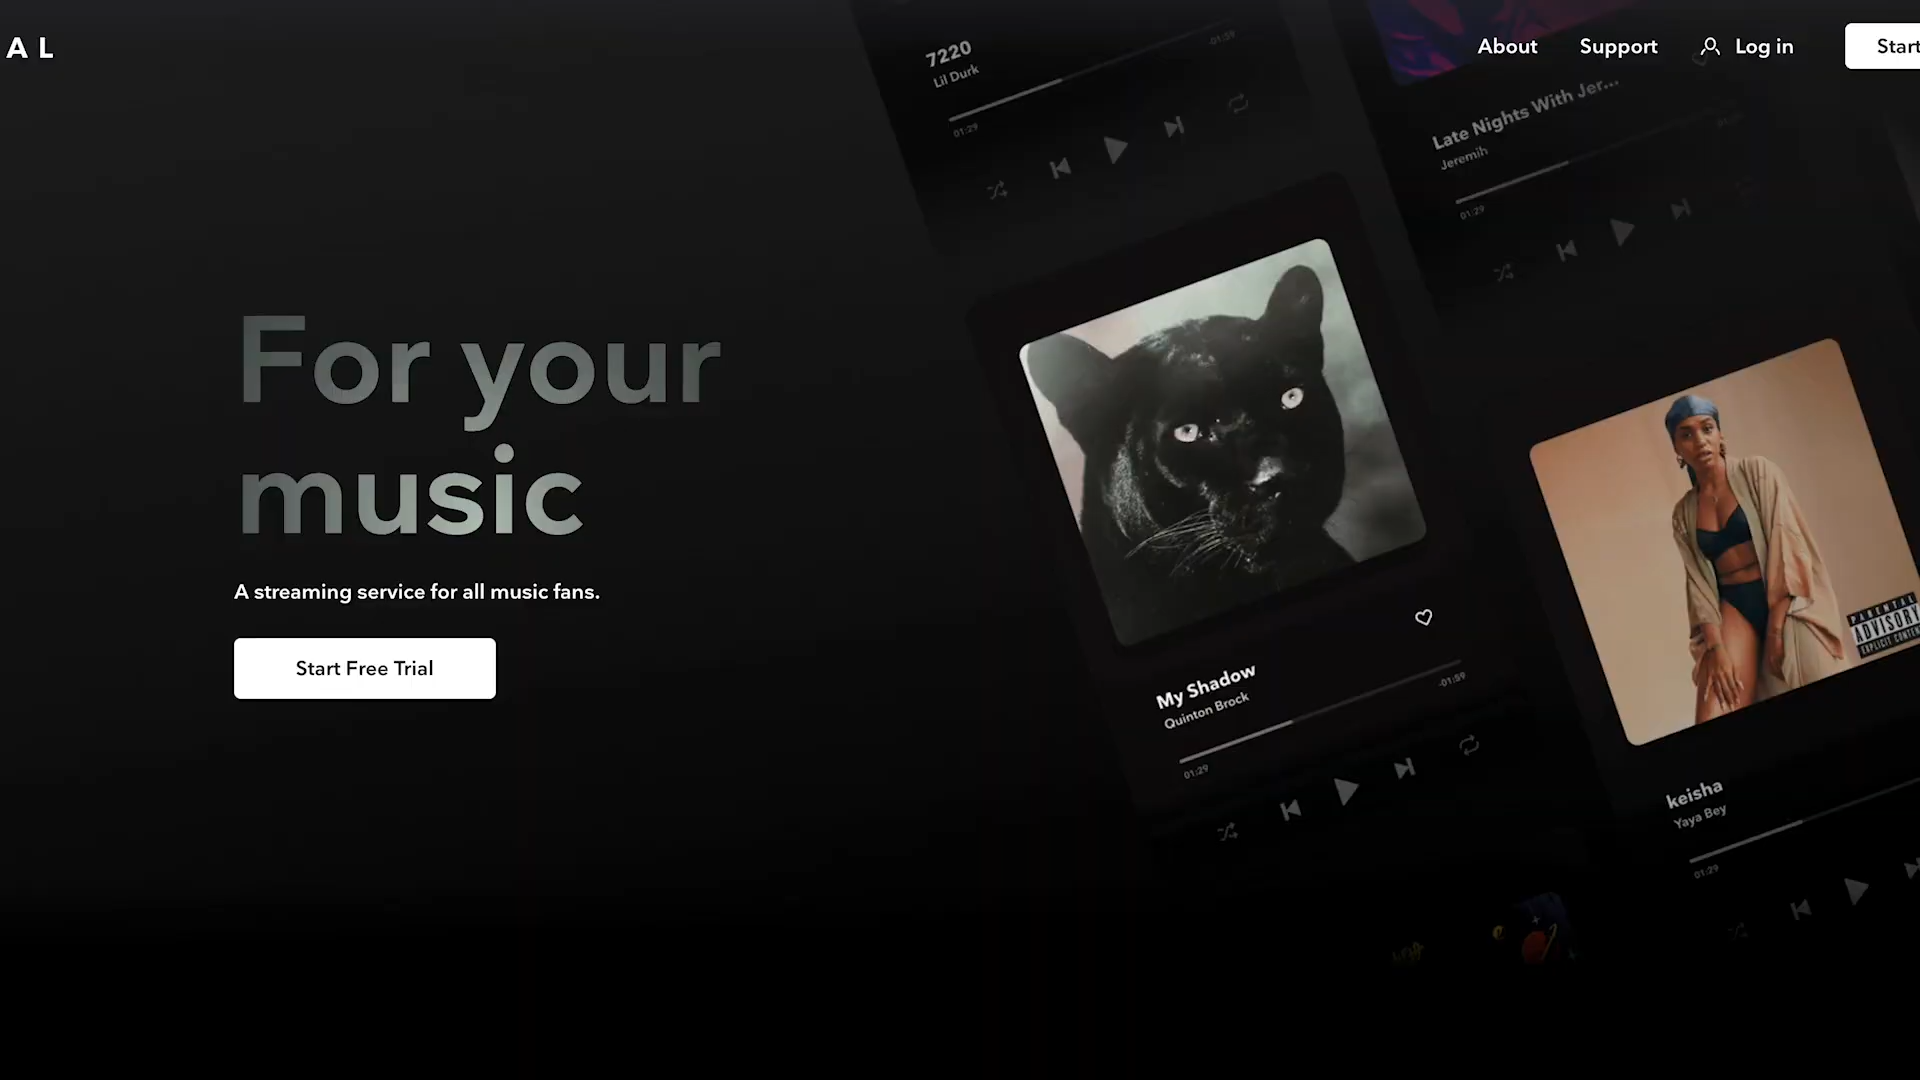 AL
About
Support
Log in
Start
7220
Lil Durk
-01:59
01:29
Late Nights With Jer...
Jeremih
01:29
For your
music
A streaming service for all music fans.
Start Free Trial
My Shadow
Quinton Brock
-01:59
01:29
PARENTAL
ADVISORY
EXPLICIT CONTEN
keisha
Yaya Bey
01:29